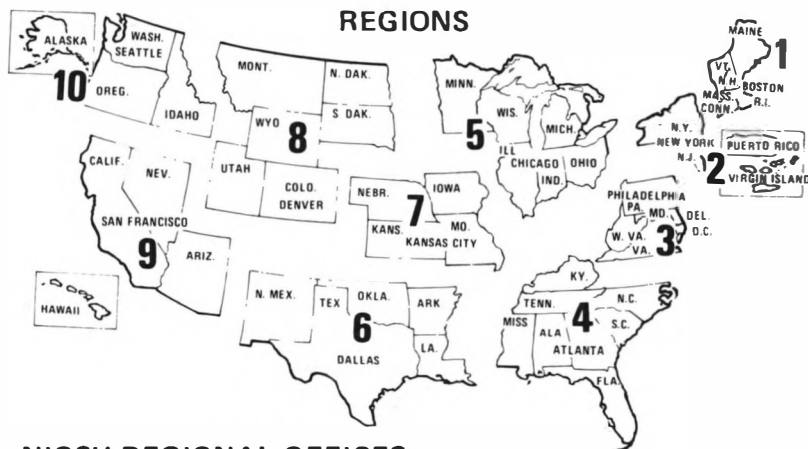 REGIONS
ALASKA
WASH.
SEATTLE
10
OREG.
IDAHO
MONT.
N. DAK.
S DAK.
WYO
8
UTAH
COLO.
DENVER
CALIF.
NEV.
SAN FRANCISCO
9
ARIZ.
HAWAII
MINN.
WIS.
5
MICH.
ILL
CHICAGO
IND.
OHIO
NEBR.
IOWA
7
KANS.
MO.
KANSAS CITY
N. MEX.
TEX
OKLA.
ARK
6
LA.
DALLAS
MAINE
1
VT.
N.H.
BOSTON
MASS.
R.I.
CONN.
N.Y.
NEW YORK
N.J.
2
PUERTO RICO
VIRGIN ISLAND
PHILADELPHIA
PA.
MD.
DEL.
D.C.
W. VA.
3
VA.
KY.
TENN.
N.C.
MISS
ALA
4
S.C.
ATLANTA
FLA.
NIOSH REGIONAL OFFICES